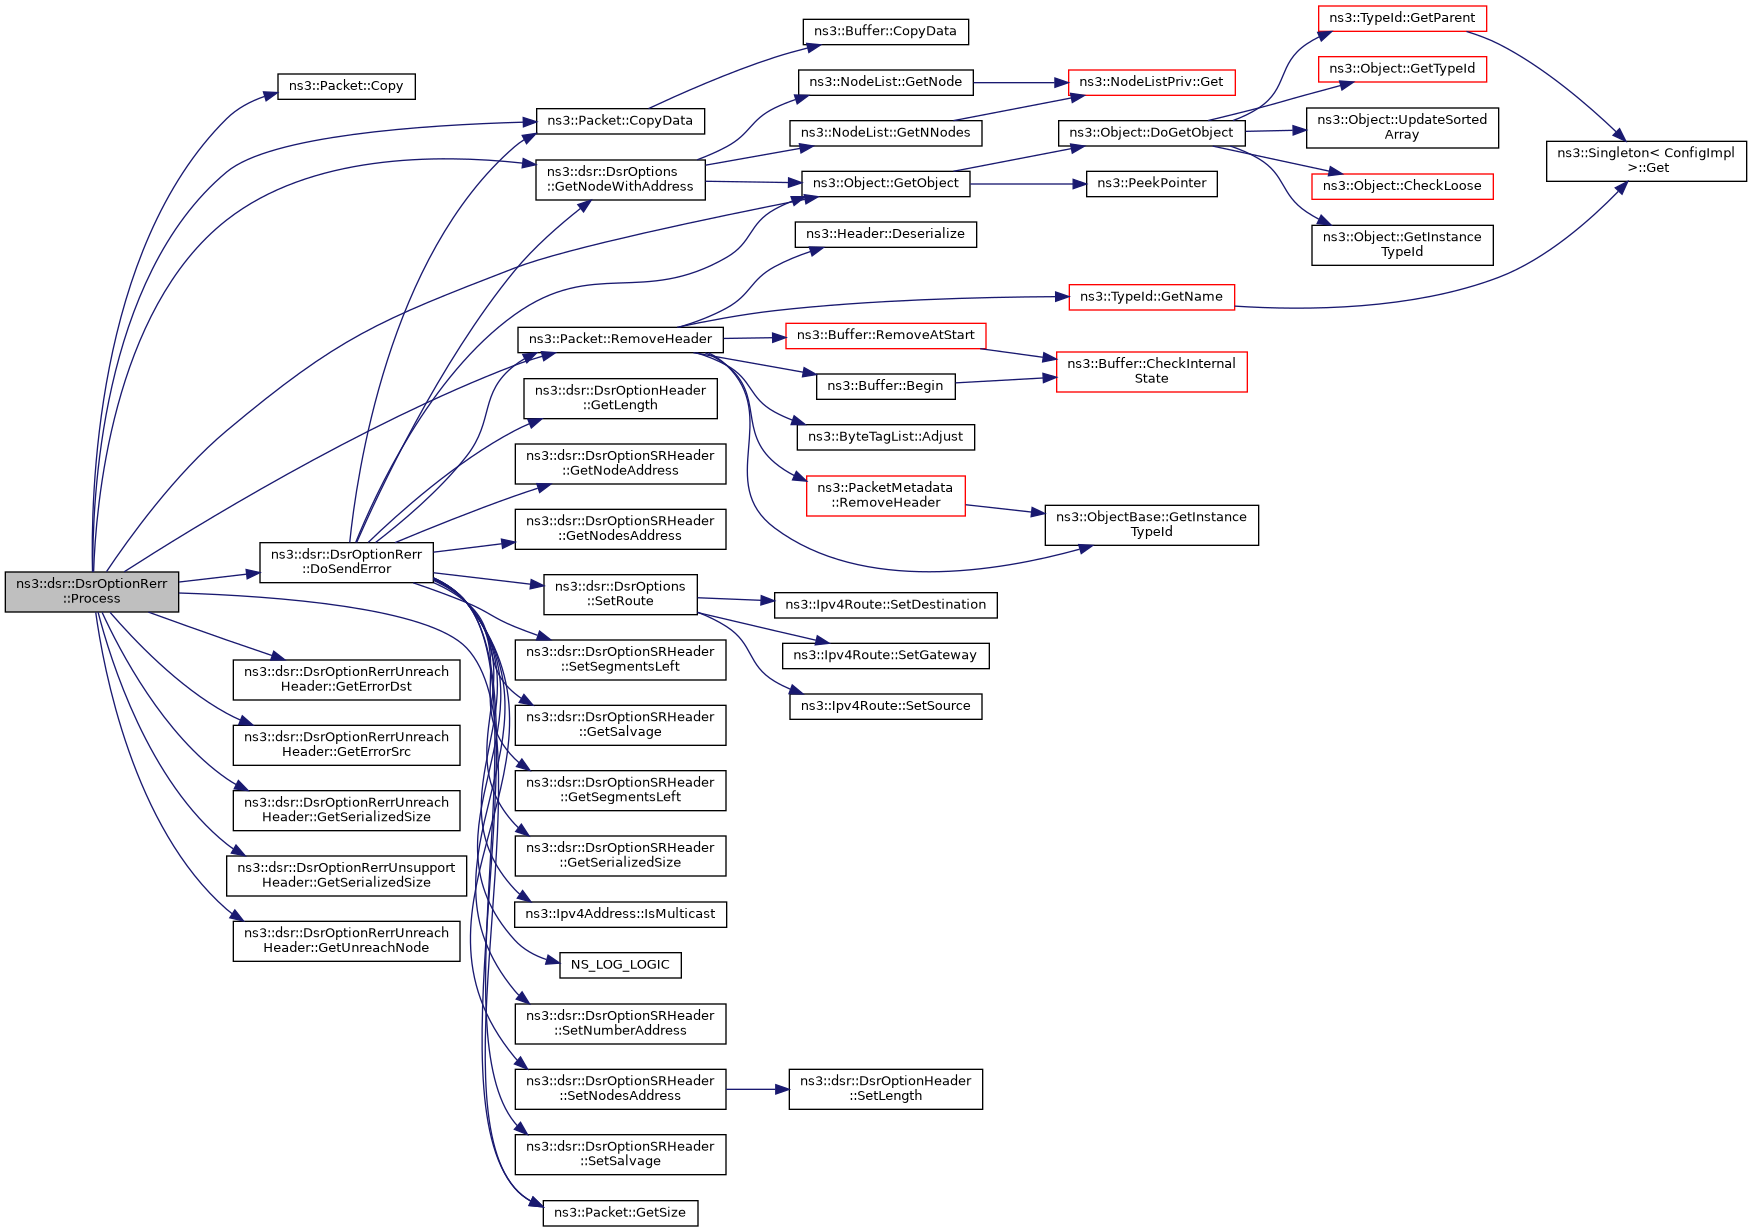 ns3::dsr::DsrOptionRerr
::Process
ns3::Packet::Copy
ns3::Packet::CopyData
ns3::dsr::DsrOptions
::GetNodeWithAddress
ns3::Packet::RemoveHeader
ns3::dsr::DsrOptionRerr
::DoSendError
ns3::dsr::DsrOptionRerrUnreach
Header::GetErrorDst
ns3::dsr::DsrOptionRerrUnreach
Header::GetErrorSrc
ns3::dsr::DsrOptionRerrUnreach
Header::GetSerializedSize
ns3::dsr::DsrOptionRerrUnsupport
Header::GetSerializedSize
ns3::dsr::DsrOptionRerrUnreach
Header::GetUnreachNode
ns3::dsr::DsrOptionHeader
::GetLength
ns3::dsr::DsrOptionSRHeader
::GetNodeAddress
ns3::dsr::DsrOptionSRHeader
::GetNodesAddress
ns3::dsr::DsrOptions
::SetRoute
ns3::dsr::DsrOptionSRHeader
::SetSegmentsLeft
ns3::dsr::DsrOptionSRHeader
::GetSalvage
ns3::dsr::DsrOptionSRHeader
::GetSegmentsLeft
ns3::dsr::DsrOptionSRHeader
::GetSerializedSize
ns3::Ipv4Address::IsMulticast
NS_LOG_LOGIC
ns3::dsr::DsrOptionSRHeader
::SetNumberAddress
ns3::dsr::DsrOptionSRHeader
::SetNodesAddress
ns3::dsr::DsrOptionSRHeader
::SetSalvage
ns3::Packet::GetSize
ns3::Buffer::CopyData
ns3::NodeList::GetNode
ns3::NodeList::GetNNodes
ns3::Object::GetObject
ns3::Header::Deserialize
ns3::Buffer::RemoveAtStart
ns3::Buffer::Begin
ns3::ByteTagList::Adjust
ns3::PacketMetadata
::RemoveHeader
ns3::Ipv4Route::SetDestination
ns3::Ipv4Route::SetGateway
ns3::Ipv4Route::SetSource
ns3::dsr::DsrOptionHeader
::SetLength
ns3::NodeListPriv::Get
ns3::Object::DoGetObject
ns3::PeekPointer
ns3::TypeId::GetName
ns3::Buffer::CheckInternal
State
ns3::ObjectBase::GetInstance
TypeId
ns3::TypeId::GetParent
ns3::Object::GetTypeId
ns3::Object::UpdateSorted
Array
ns3::Object::CheckLoose
ns3::Object::GetInstance
TypeId
ns3::Singleton< ConfigImpl
>::Get